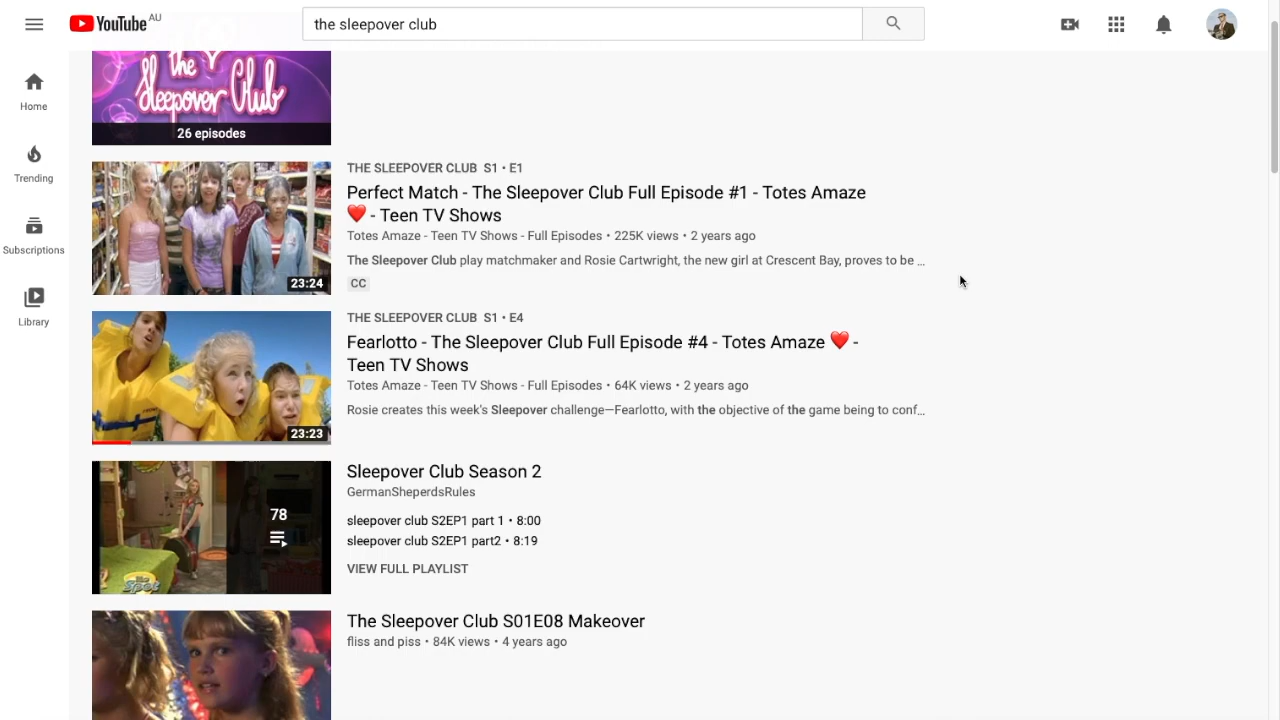 YouTube AU
the sleepover club
Home
Trending
Subscriptions
Library
the
Sleepover Club
26 episodes
THE SLEEPOVER CLUB S1 • E1
Perfect Match - The Sleepover Club Full Episode #1 - Totes Amaze
❤️ - Teen TV Shows
Totes Amaze - Teen TV Shows - Full Episodes • 225K views • 2 years ago
The Sleepover Club play matchmaker and Rosie Cartwright, the new girl at Crescent Bay, proves to be ...
CC
23:24
THE SLEEPOVER CLUB S1 • E4
Fearlotto - The Sleepover Club Full Episode #4 - Totes Amaze ❤️ -
Teen TV Shows
Totes Amaze - Teen TV Shows - Full Episodes • 64K views • 2 years ago
Rosie creates this week's Sleepover challenge—Fearlotto, with the objective of the game being to conf...
23:23
Sleepover Club Season 2
GermanSheperdsRules
78
sleepover club S2EP1 part 1 • 8:00
sleepover club S2EP1 part2 • 8:19
VIEW FULL PLAYLIST
The Spot
The Sleepover Club S01E08 Makeover
fliss and piss • 84K views • 4 years ago